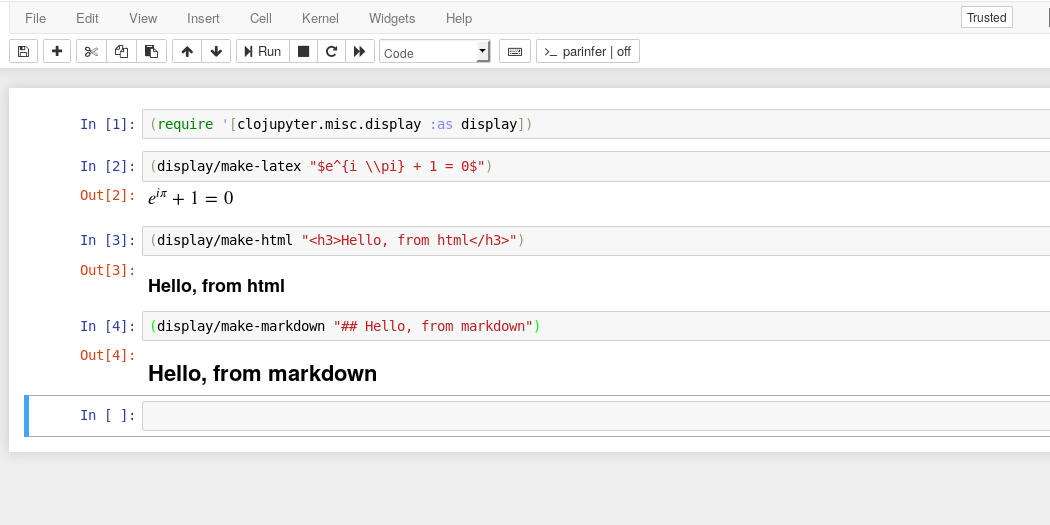 File Edit View Insert Cell Kernel Widgets Help Trusted
Run Code >_ parinfer | off
In [1]: (require '[clojupyter.misc.display :as display])
In [2]: (display/make-latex "$e^{i \\pi} + 1 = 0$")
Out[2]: e^{iπ} + 1 = 0
In [3]: (display/make-html "<h3>Hello, from html</h3>")
Out[3]:
Hello, from html
In [4]: (display/make-markdown "## Hello, from markdown")
Out[4]:
Hello, from markdown
In [ ]: